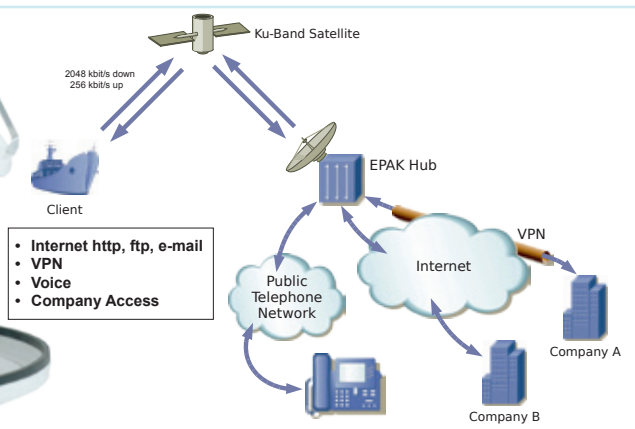 Ku-Band Satellite
2048 kbit/s down
256 kbit/s up
EPAK Hub
Client
• Internet http, ftp, e-mail
• VPN
• Voice
• Company Access
VPN
Internet
Public
Telephone
Network
Company A
Company B